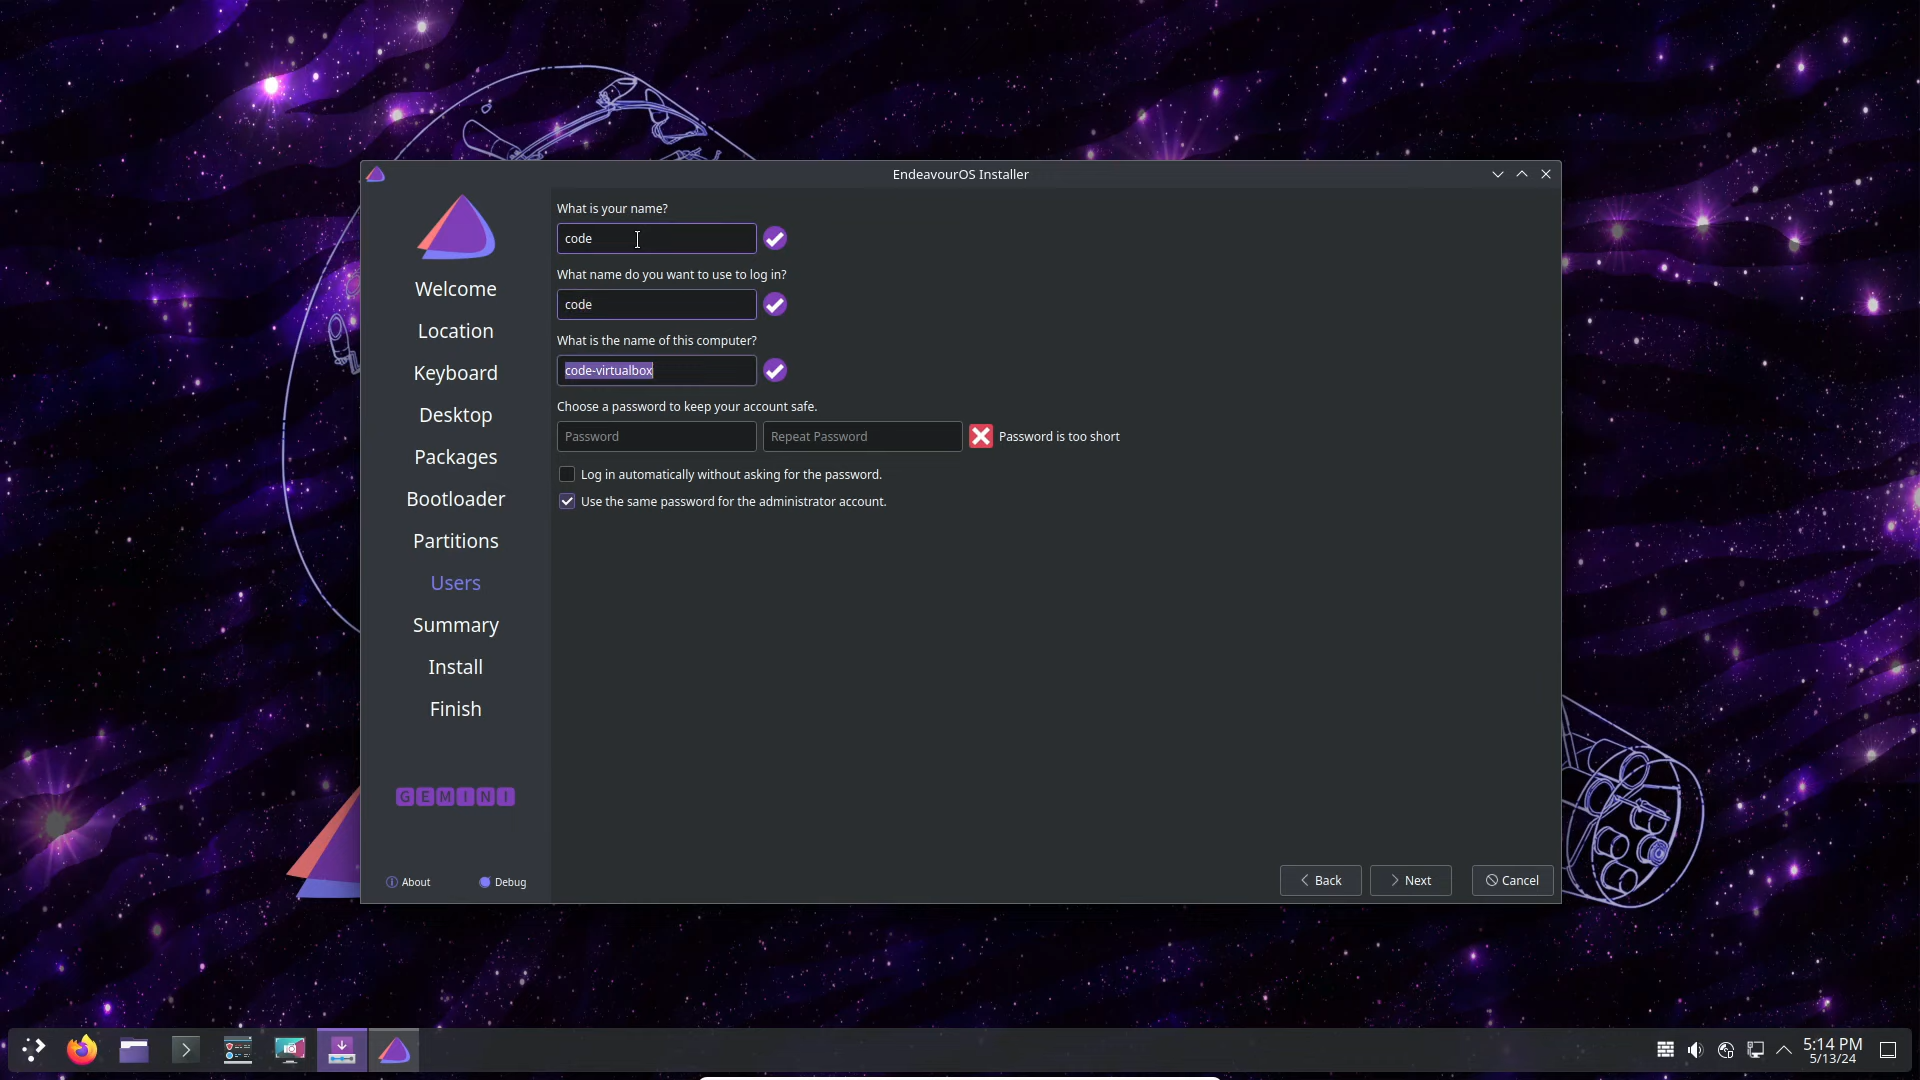 EndeavourOS Installer
What is your name?
code
What name do you want to use to log in?
code
What is the name of this computer?
code-virtualbox
Choose a password to keep your account safe.
Password
Repeat Password
Password is too short
Log in automatically without asking for the password.
Use the same password for the administrator account.
Welcome
Location
Keyboard
Desktop
Packages
Bootloader
Partitions
Users
Summary
Install
Finish
GEMINI
About
Debug
Back
Next
Cancel
5:14 PM
5/13/24